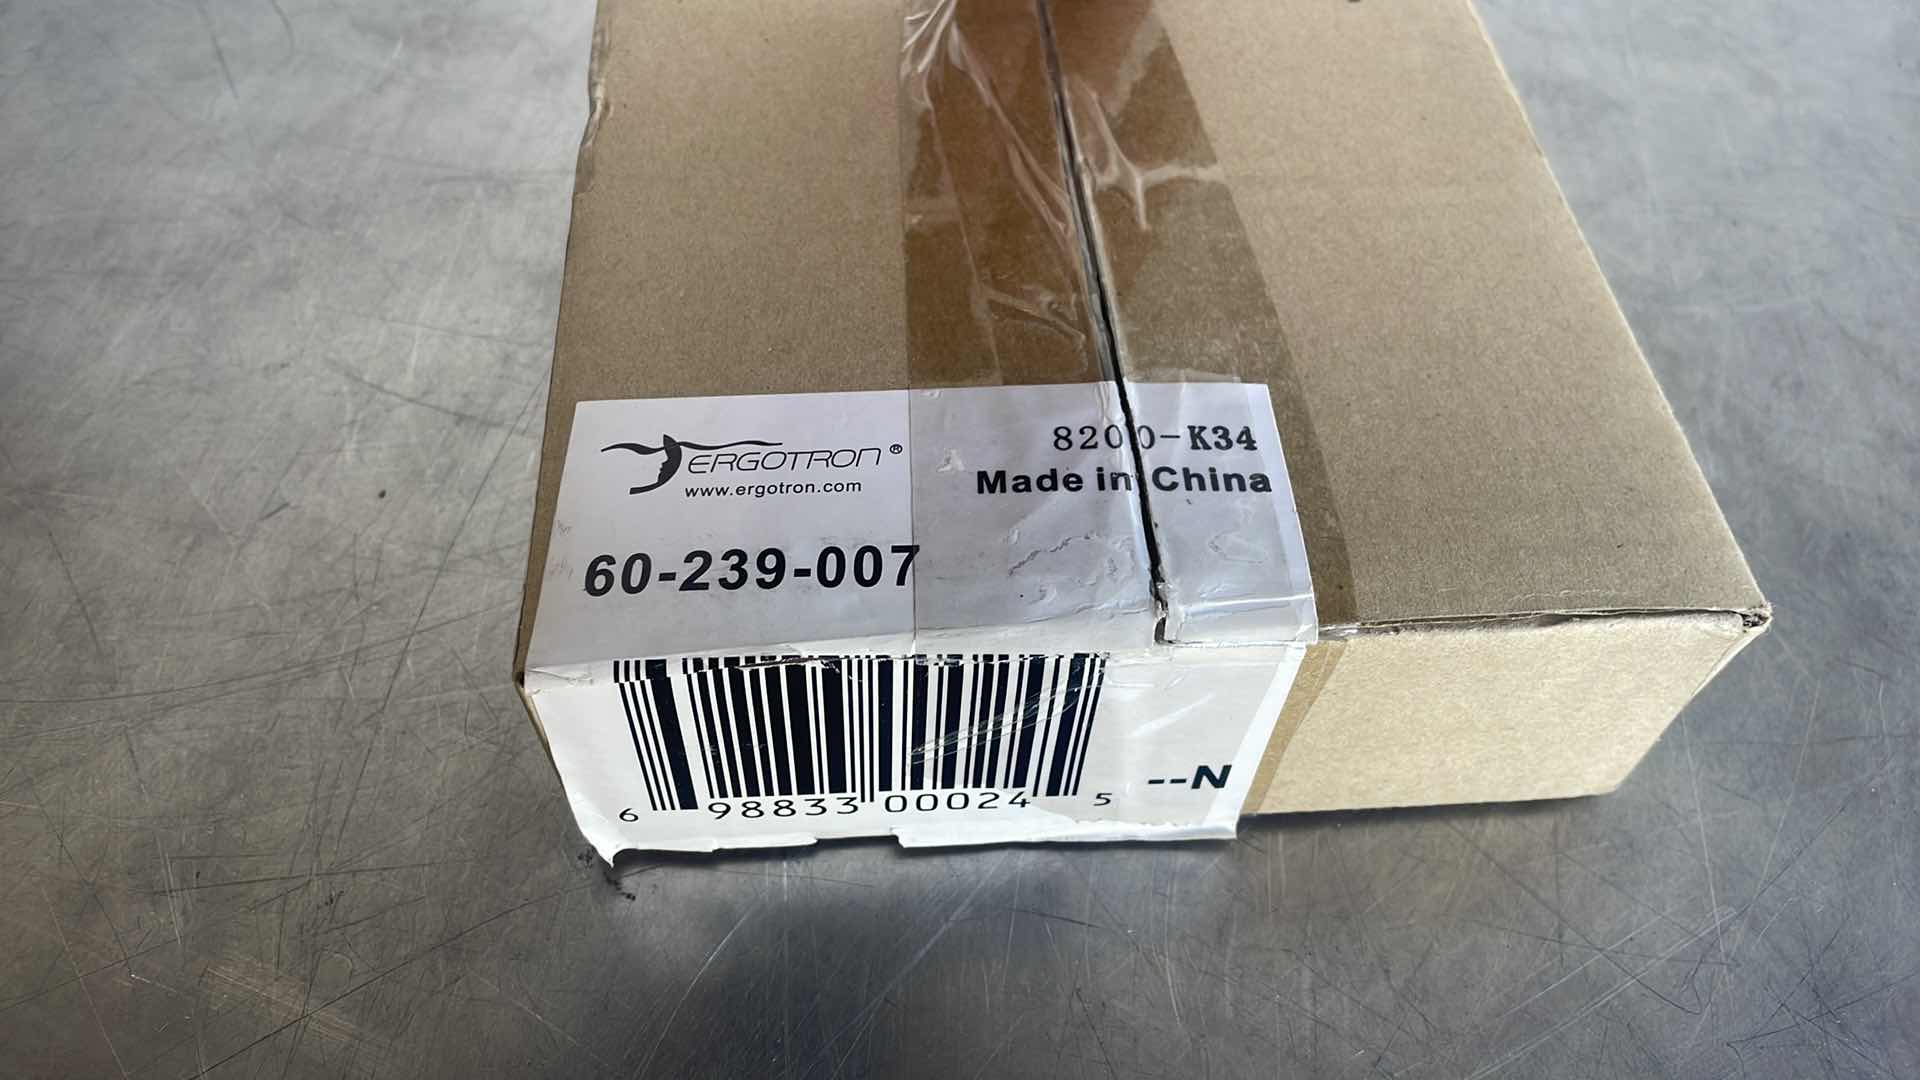 ERGOTRON®
www.ergotron.com
8200-K34
Made in China
60-239-007
--N
6 98833 00024 5